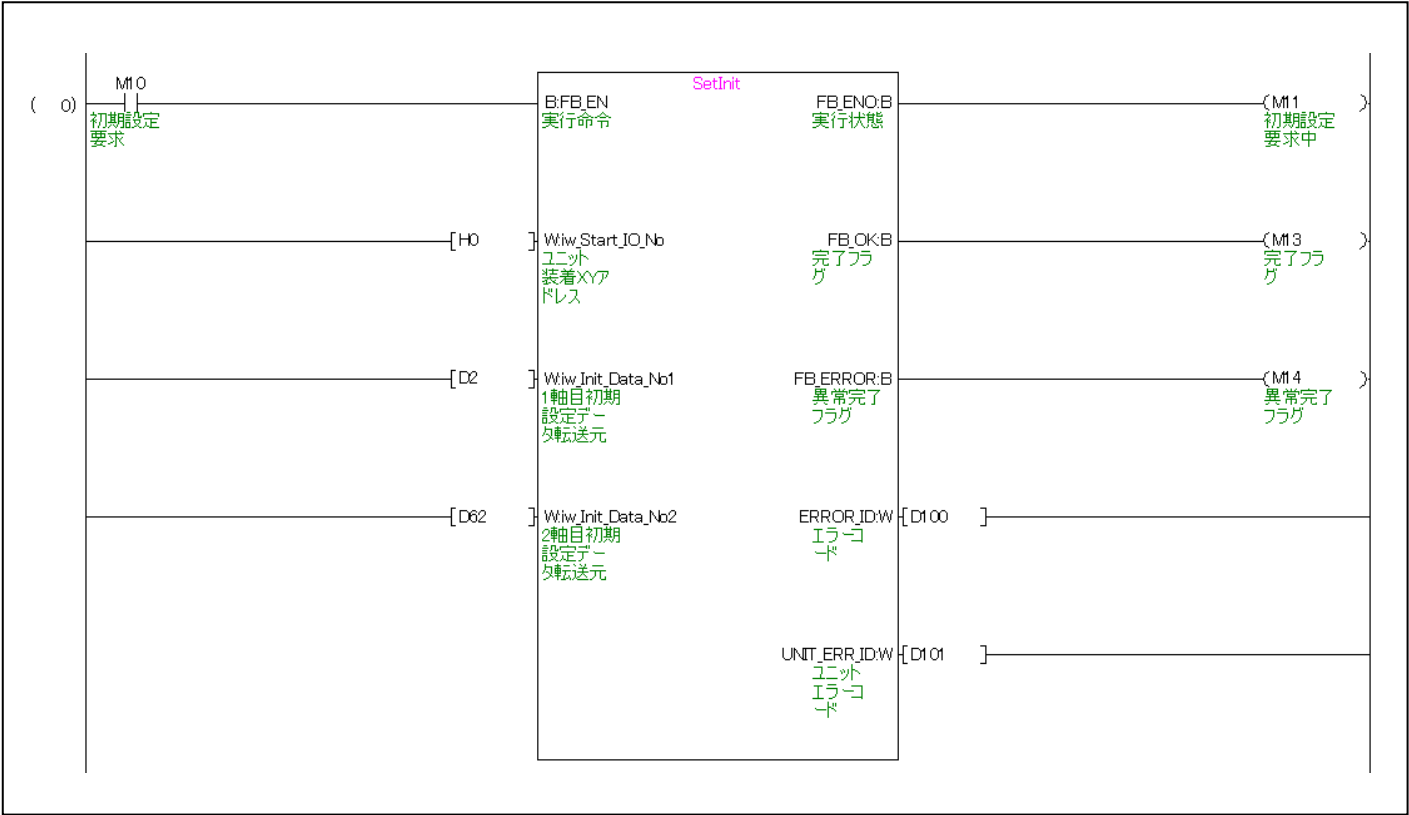 SetInit
M10
( 0)
初期設定
要求
B:FB_EN
実行命令
FB_ENO:B
実行状態
(M11 )
初期設定
要求中
[H0 ]
W:iw_Start_IO_No
ユニット
装着XYア
ドレス
FB_OK:B
完了フラ
グ
(M13 )
完了フラ
グ
[D2 ]
W:iw_Init_Data_No1
1軸目初期
設定デー
タ転送元
FB_ERROR:B
異常完了
フラグ
(M14 )
異常完了
フラグ
[D62 ]
W:iw_Init_Data_No2
2軸目初期
設定デー
タ転送元
ERROR_ID:W
エラーコ
ード
[D100 ]
UNIT_ERR_ID:W
ユニット
エラーコ
ード
[D101 ]